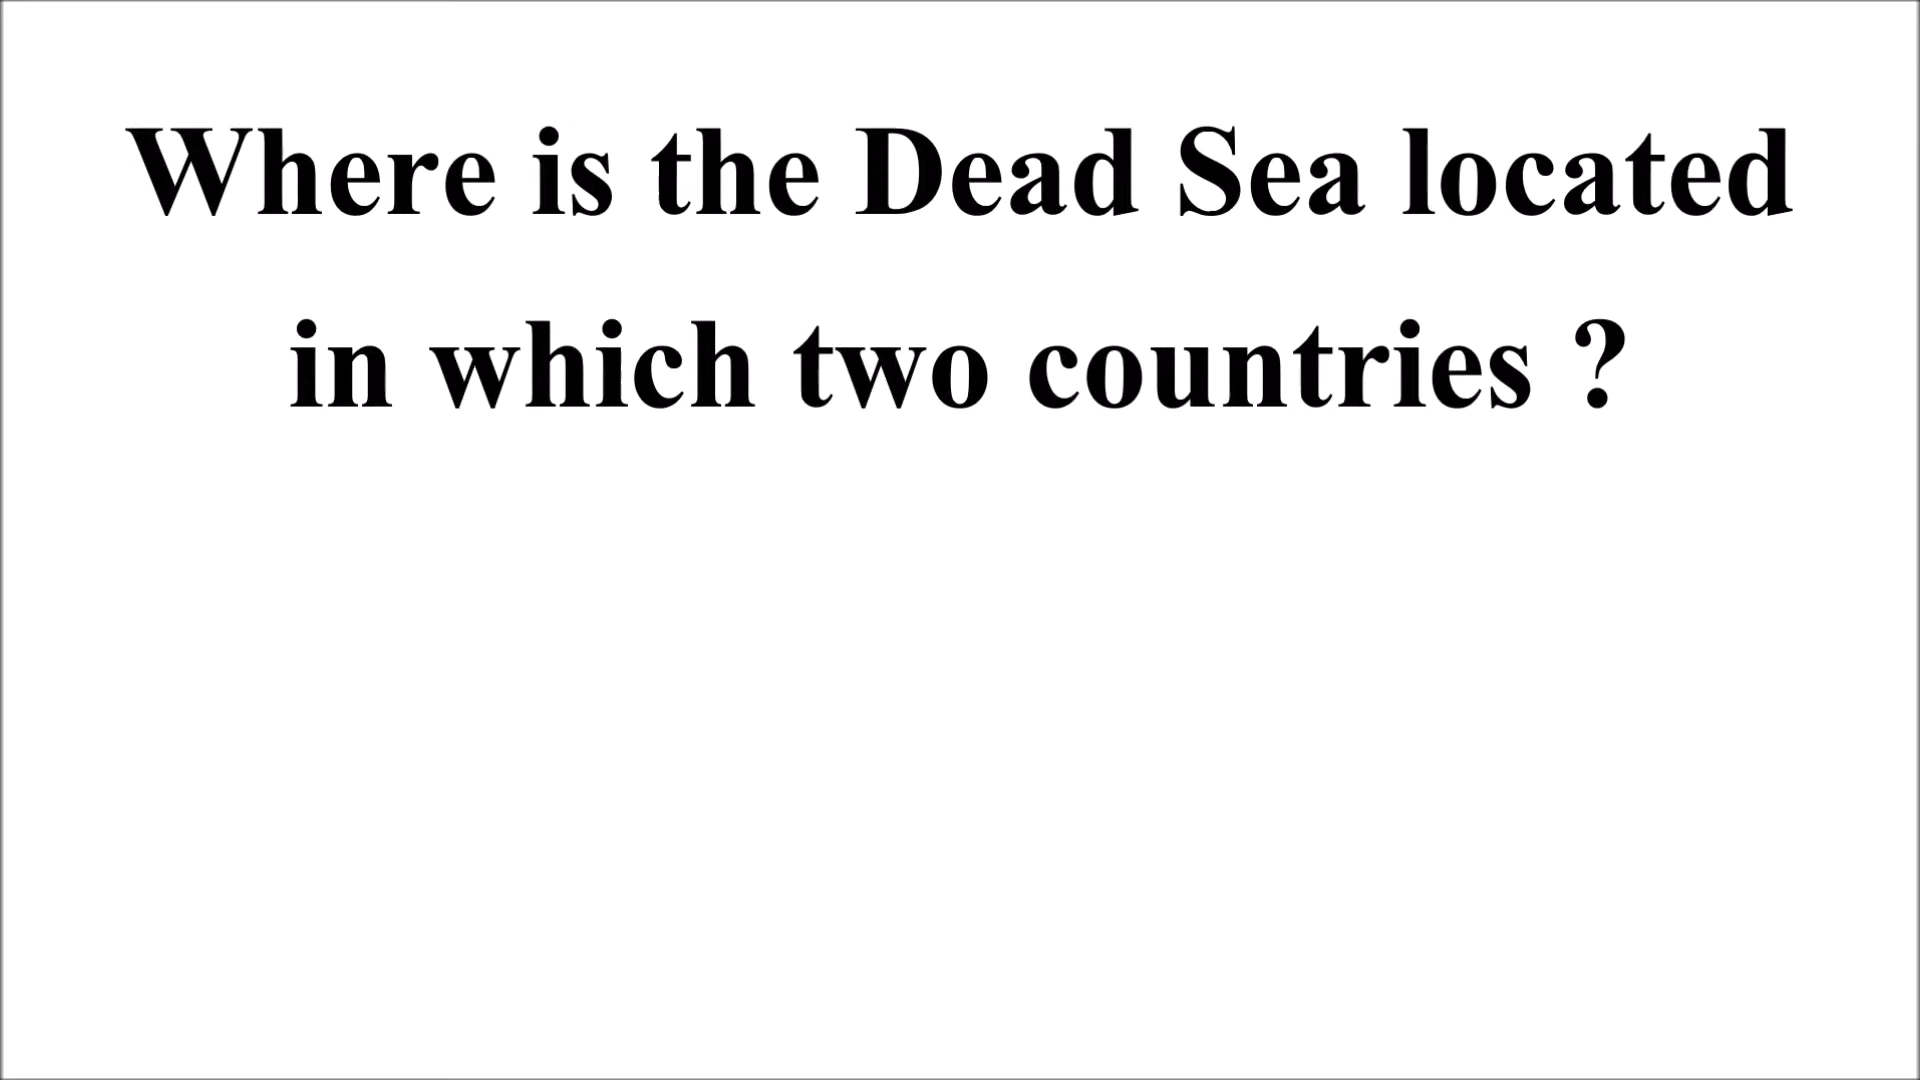 Where is the Dead Sea located
in which two countries ?